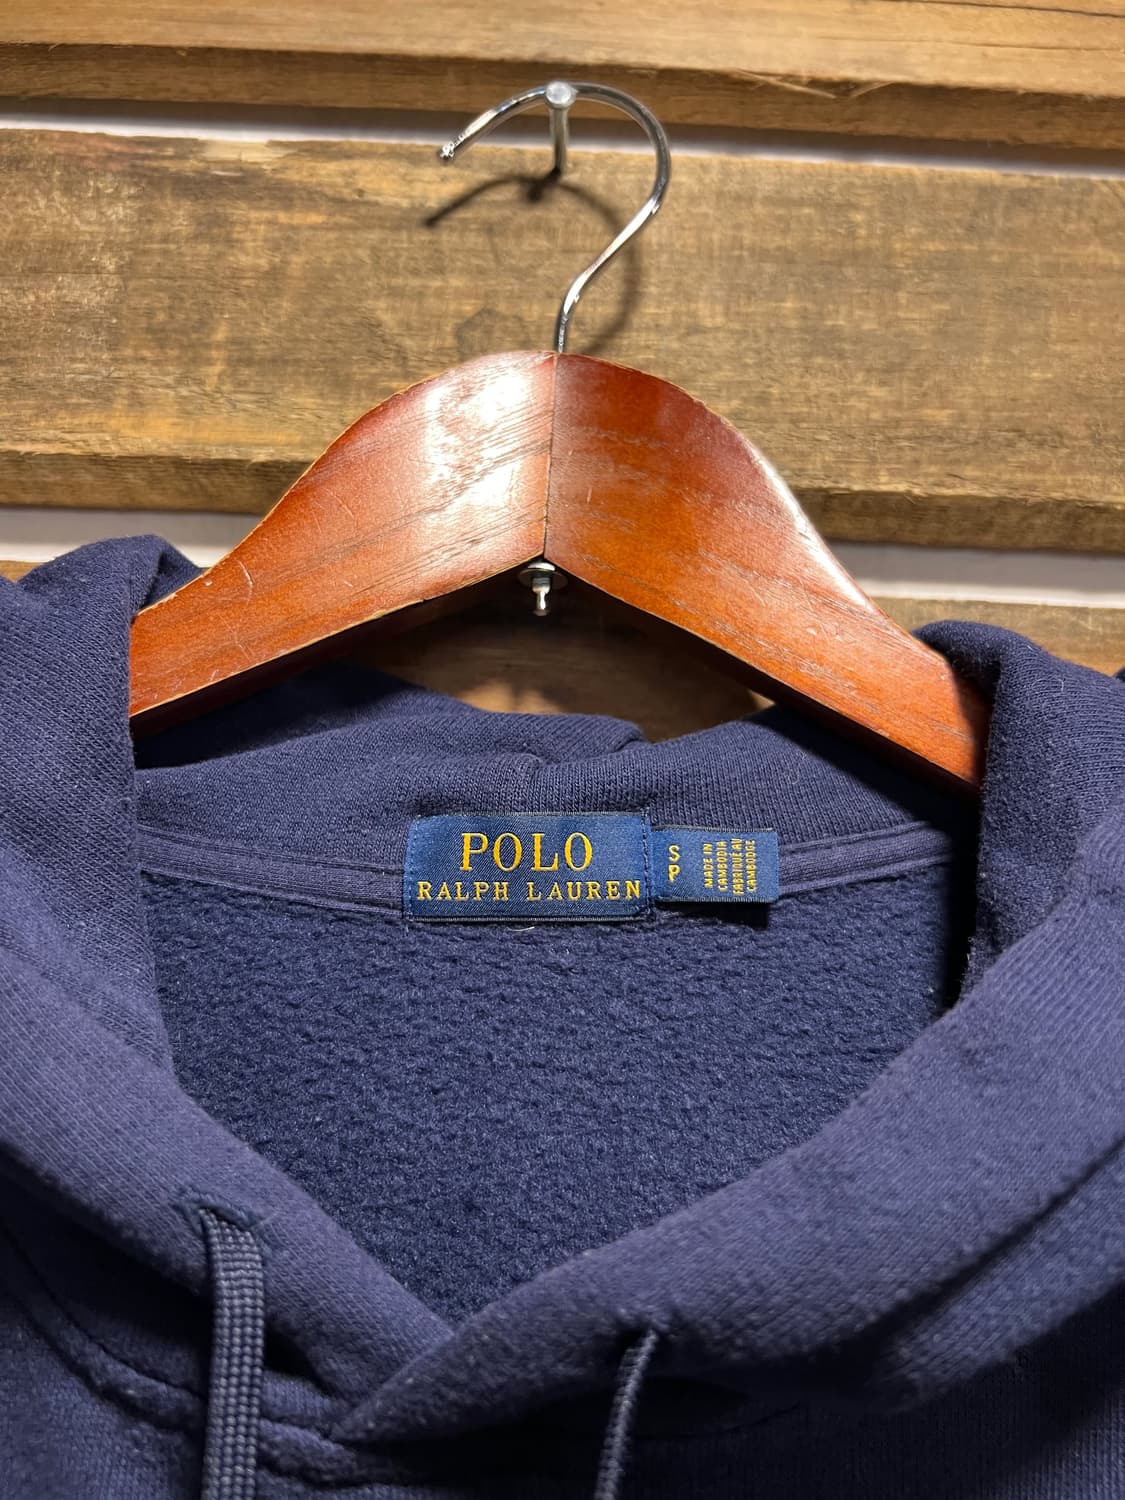 POLO
RALPH LAUREN
S
P
MADE IN
CAMBODIA
FABRIQUÉ AU
CAMBODGE